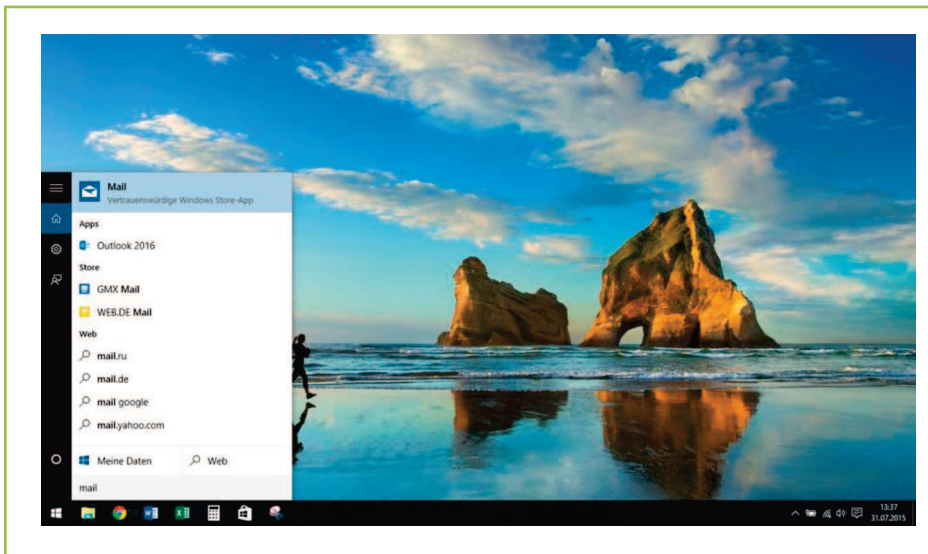 Mail
Vertrauenswürdige Windows Store-App
Apps
Outlook 2016
Store
GMX Mail
WEB.DE Mail
Web
mail.ru
mail.de
mail google
mail.yahoo.com
Meine Daten Web
mail
13:37
31.07.2015